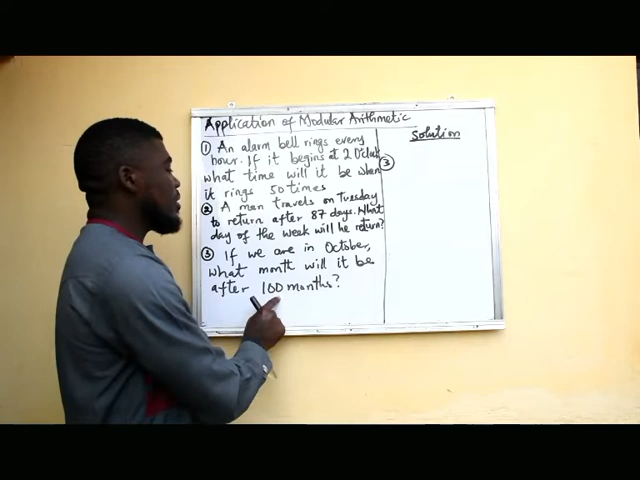 Application of Modular Arithmetic
① An alarm bell rings every
hour. If it begins at 2 O'clock
what time will it be when
it rings 50 times
② A man travels on Tuesday
to return after 87 days. What
day of the week will he return?
③ If we are in October,
what month will it be
after 100 months?
Solution
③